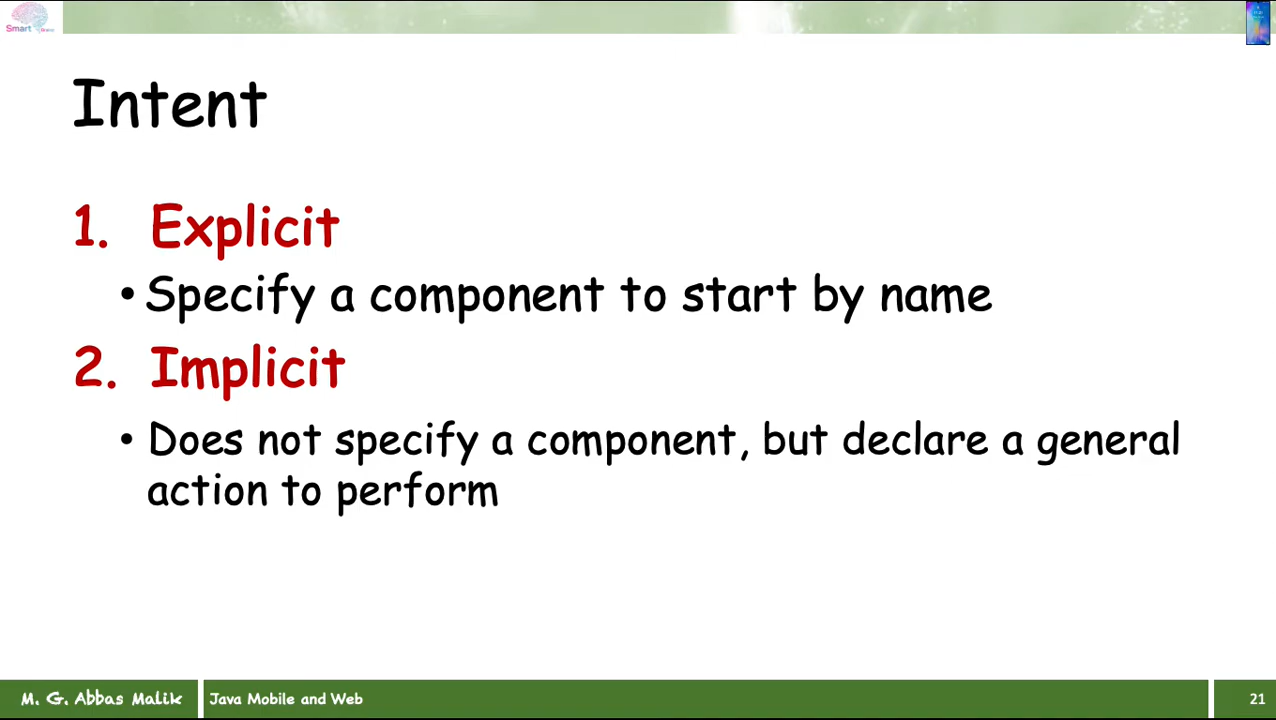 Smart
Intent
1. Explicit
• Specify a component to start by name
2. Implicit
• Does not specify a component, but declare a general
action to perform
M. G. Abbas Malik
Java Mobile and Web
21